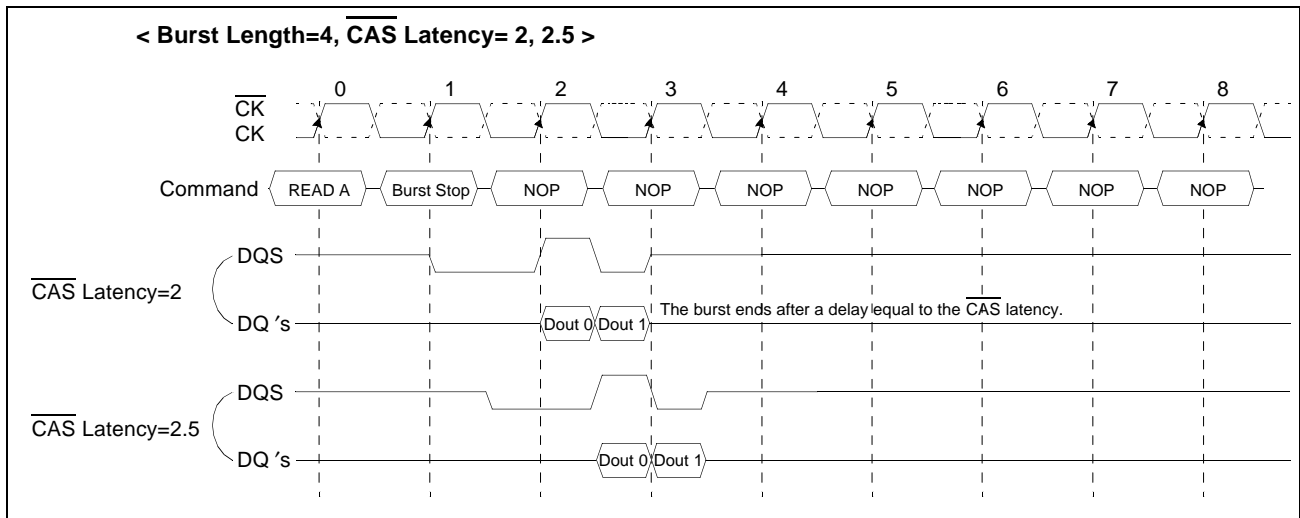 < Burst Length=4, CAS Latency= 2, 2.5 >
0 1 2 3 4 5 6 7 8
CK
CK
Command READ A Burst Stop NOP NOP NOP NOP NOP NOP NOP
DQS
CAS Latency=2
The burst ends after a delay equal to the CAS latency.
DQ ′s Dout 0 Dout 1
DQS
CAS Latency=2.5
DQ ′s Dout 0 Dout 1